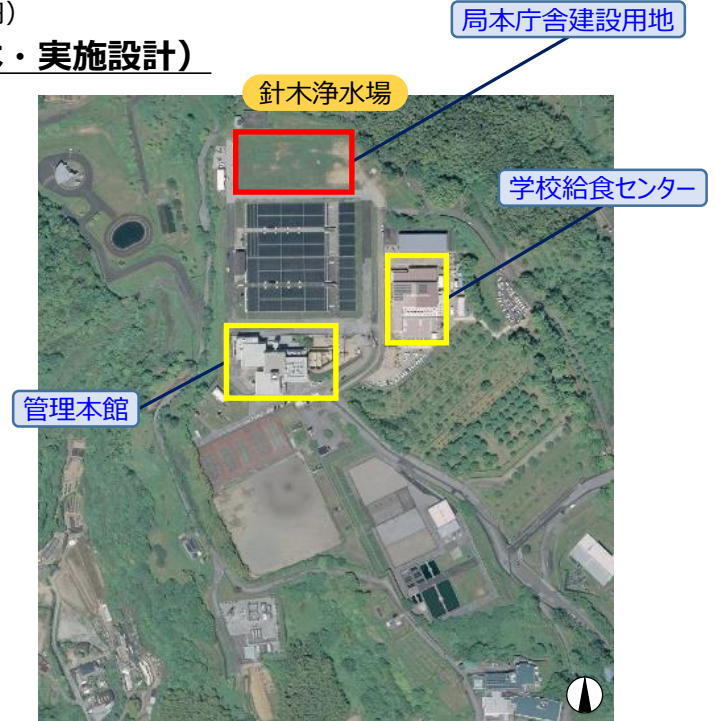 ・実施設計）
局本庁舎建設用地
針木浄水場
学校給食センター
管理本館